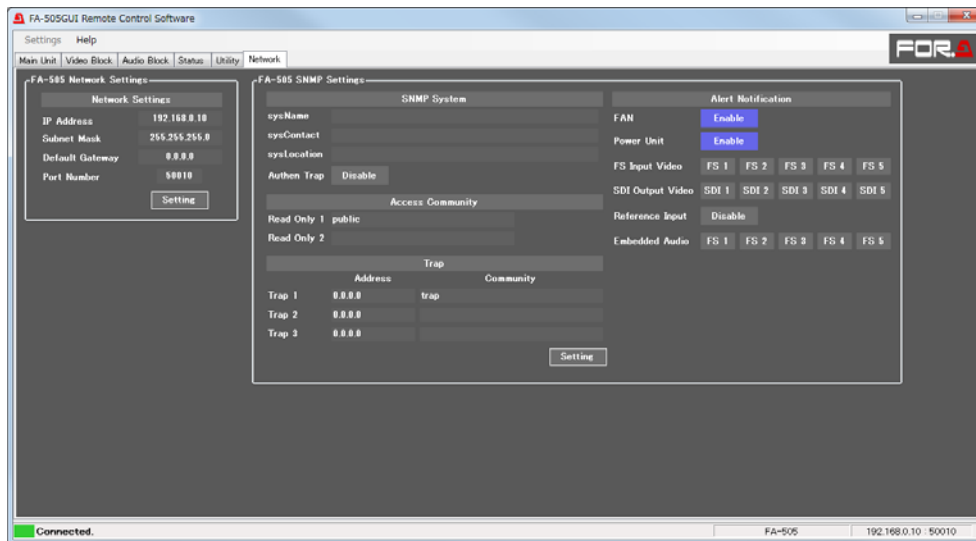 FA-505GUI Remote Control Software
Settings Help
FOR.A
Main Unit Video Block Audio Block Status Utility Network
FA-505 Network Settings
Network Settings
IP Address 192.168.0.10
Subnet Mask 255.255.255.0
Default Gateway 0.0.0.0
Port Number 50010
Setting
FA-505 SNMP Settings
SNMP System
sysName
sysContact
sysLocation
Authen Trap Disable
Access Community
Read Only 1 public
Read Only 2
Trap
Address Community
Trap 1 0.0.0.0 trap
Trap 2 0.0.0.0
Trap 3 0.0.0.0
Setting
Alert Notification
FAN Enable
Power Unit Enable
FS Input Video FS 1 FS 2 FS 3 FS 4 FS 5
SDI Output Video SDI 1 SDI 2 SDI 3 SDI 4 SDI 5
Reference Input Disable
Embedded Audio FS 1 FS 2 FS 3 FS 4 FS 5
Connected. FA-505 192.168.0.10 : 50010